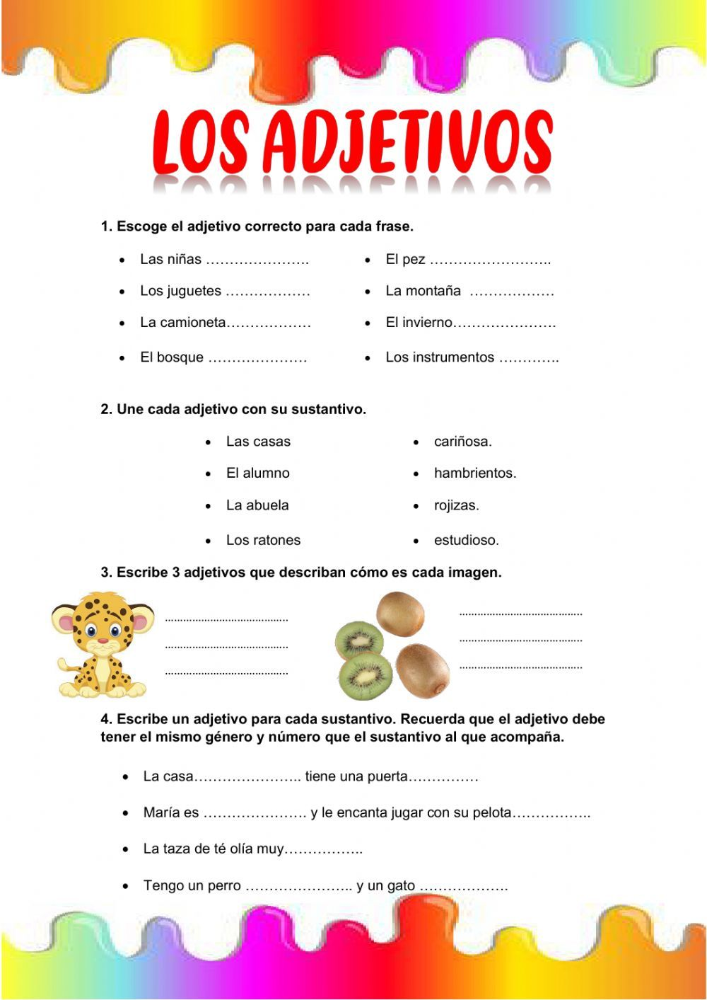 LOS ADJETIVOS
1. Escoge el adjetivo correcto para cada frase.
• Las niñas ………………….
• El pez ……………………..
• Los juguetes ………………
• La montaña ………………
• La camioneta………………
• El invierno………………….
• El bosque …………………
• Los instrumentos ………….
2. Une cada adjetivo con su sustantivo.
• Las casas
• cariñosa.
• El alumno
• hambrientos.
• La abuela
• rojizas.
• Los ratones
• estudioso.
3. Escribe 3 adjetivos que describan cómo es cada imagen.
……………………………………
……………………………………
……………………………………
……………………………………
……………………………………
……………………………………
4. Escribe un adjetivo para cada sustantivo. Recuerda que el adjetivo debe
tener el mismo género y número que el sustantivo al que acompaña.
• La casa………………….. tiene una puerta……………
• María es …………………. y le encanta jugar con su pelota……………..
• La taza de té olía muy……………..
• Tengo un perro ………………….. y un gato ……………….